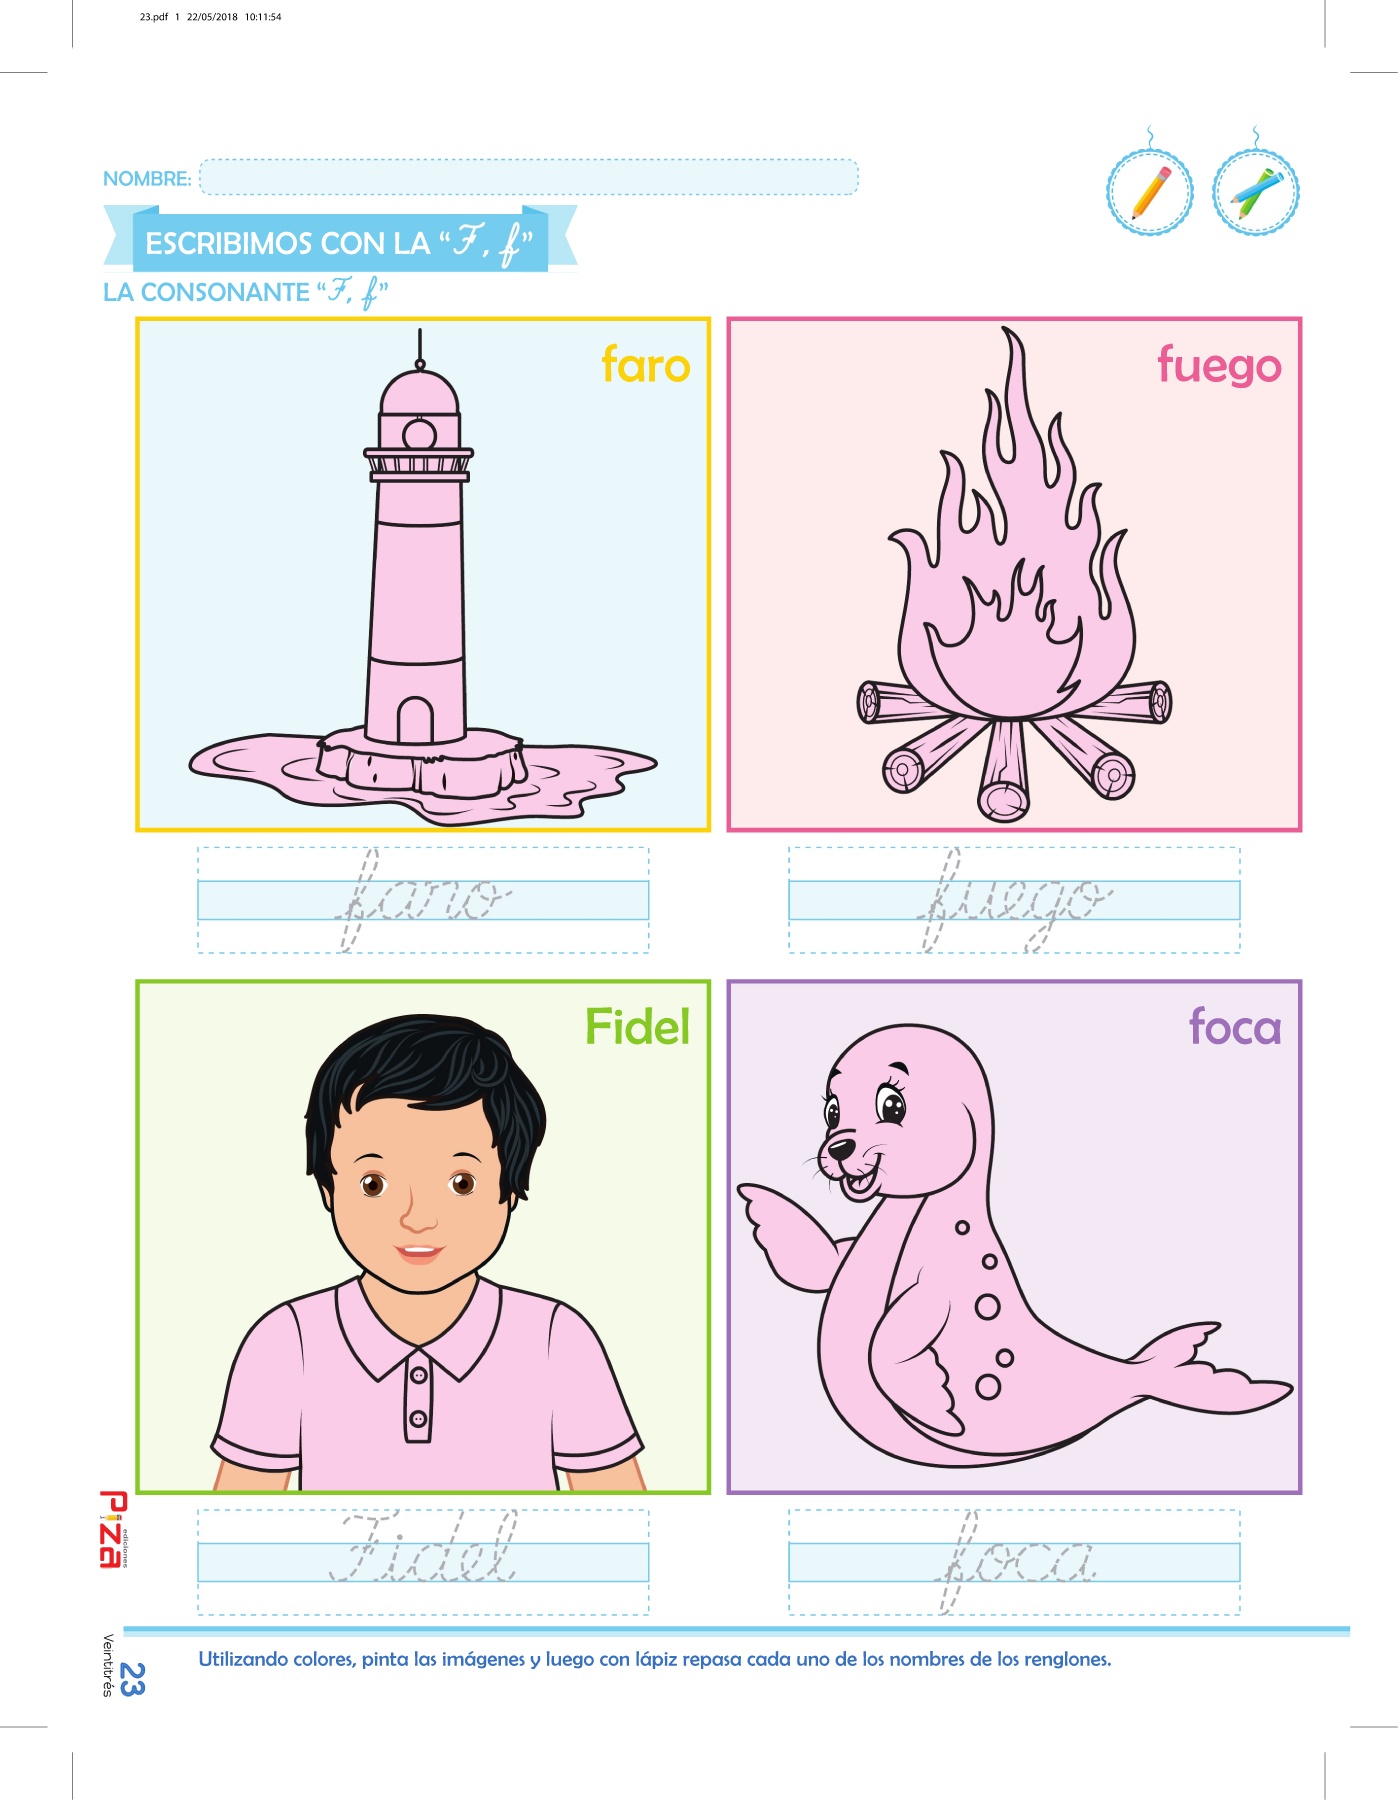 23.pdf 1 22/05/2018 10:11:54
NOMBRE:
ESCRIBIMOS CON LA “F, f”
LA CONSONANTE “F, f”
faro
fuego
faro
fuego
Fidel
foca
Fidel
foca
Piza
ediciones
23
Veintitrés
Utilizando colores, pinta las imágenes y luego con lápiz repasa cada uno de los nombres de los renglones.